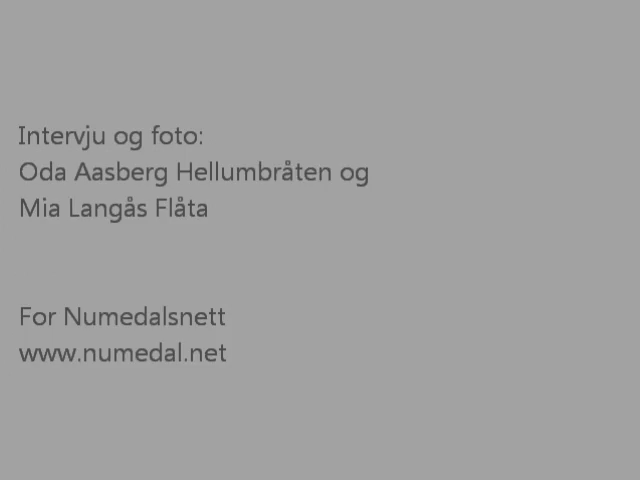 Intervju og foto:
Oda Aasberg Hellumbråten og
Mia Langås Flåta
For Numedalsnett
www.numedal.net